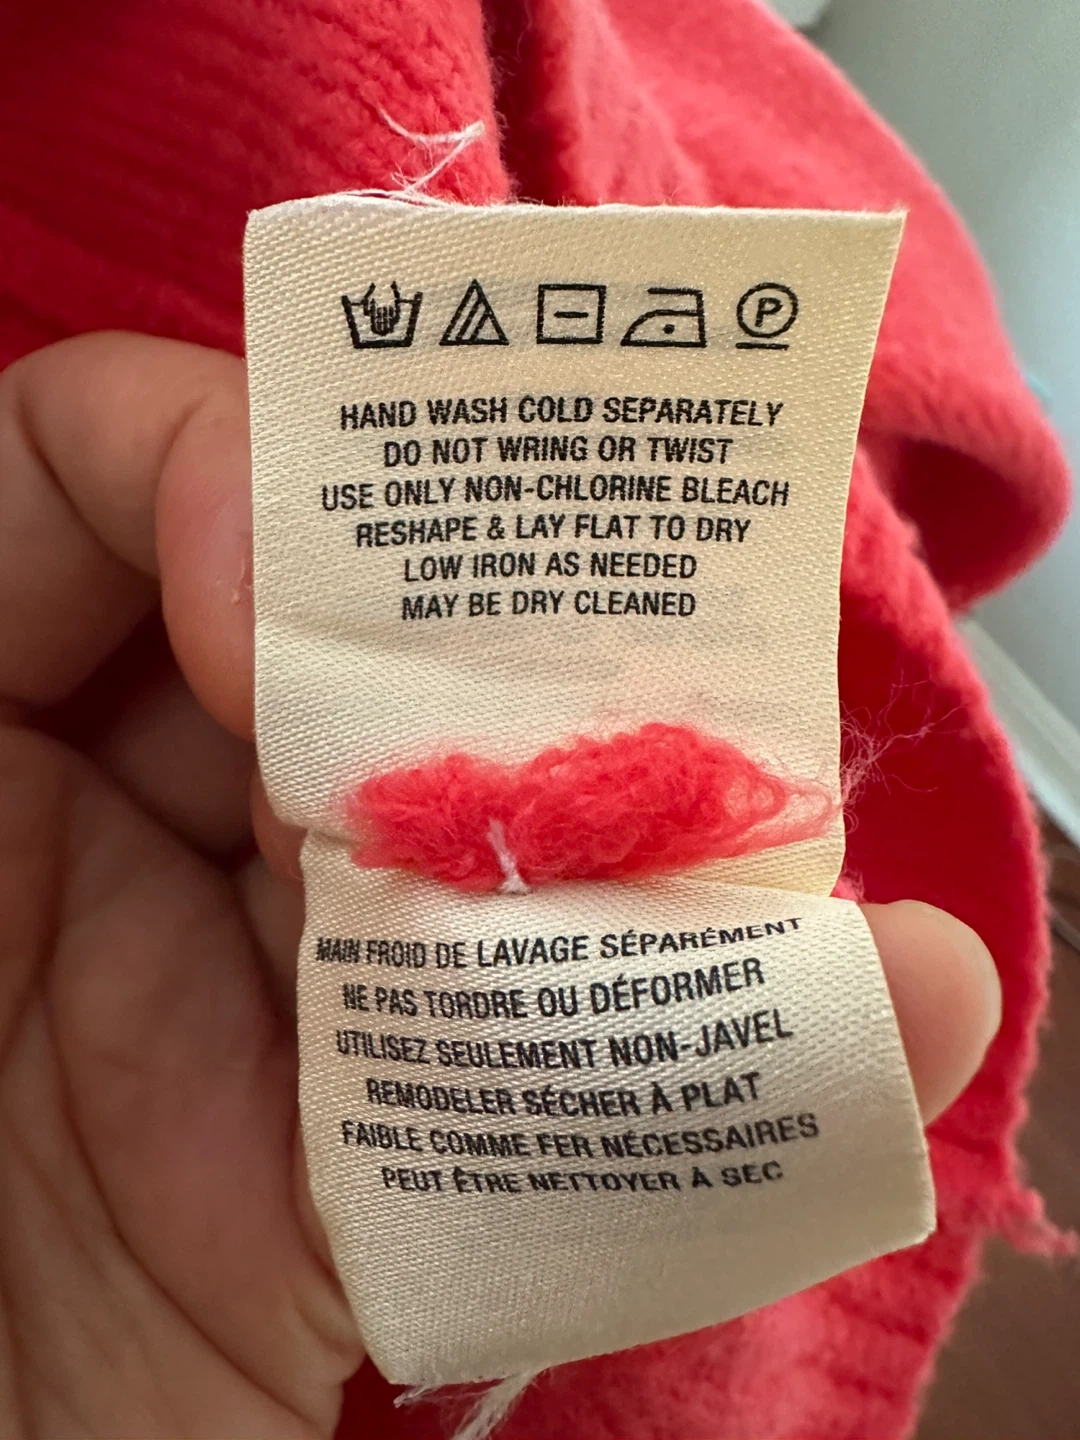 P
HAND WASH COLD SEPARATELY
DO NOT WRING OR TWIST
USE ONLY NON-CHLORINE BLEACH
RESHAPE & LAY FLAT TO DRY
LOW IRON AS NEEDED
MAY BE DRY CLEANED
MAIN FROID DE LAVAGE SÉPARÉMENT
NE PAS TORDRE OU DÉFORMER
UTILISEZ SEULEMENT NON-JAVEL
REMODELER SÉCHER À PLAT
FAIBLE COMME FER NÉCESSAIRES
PEUT ÊTRE NETTOYER À SEC